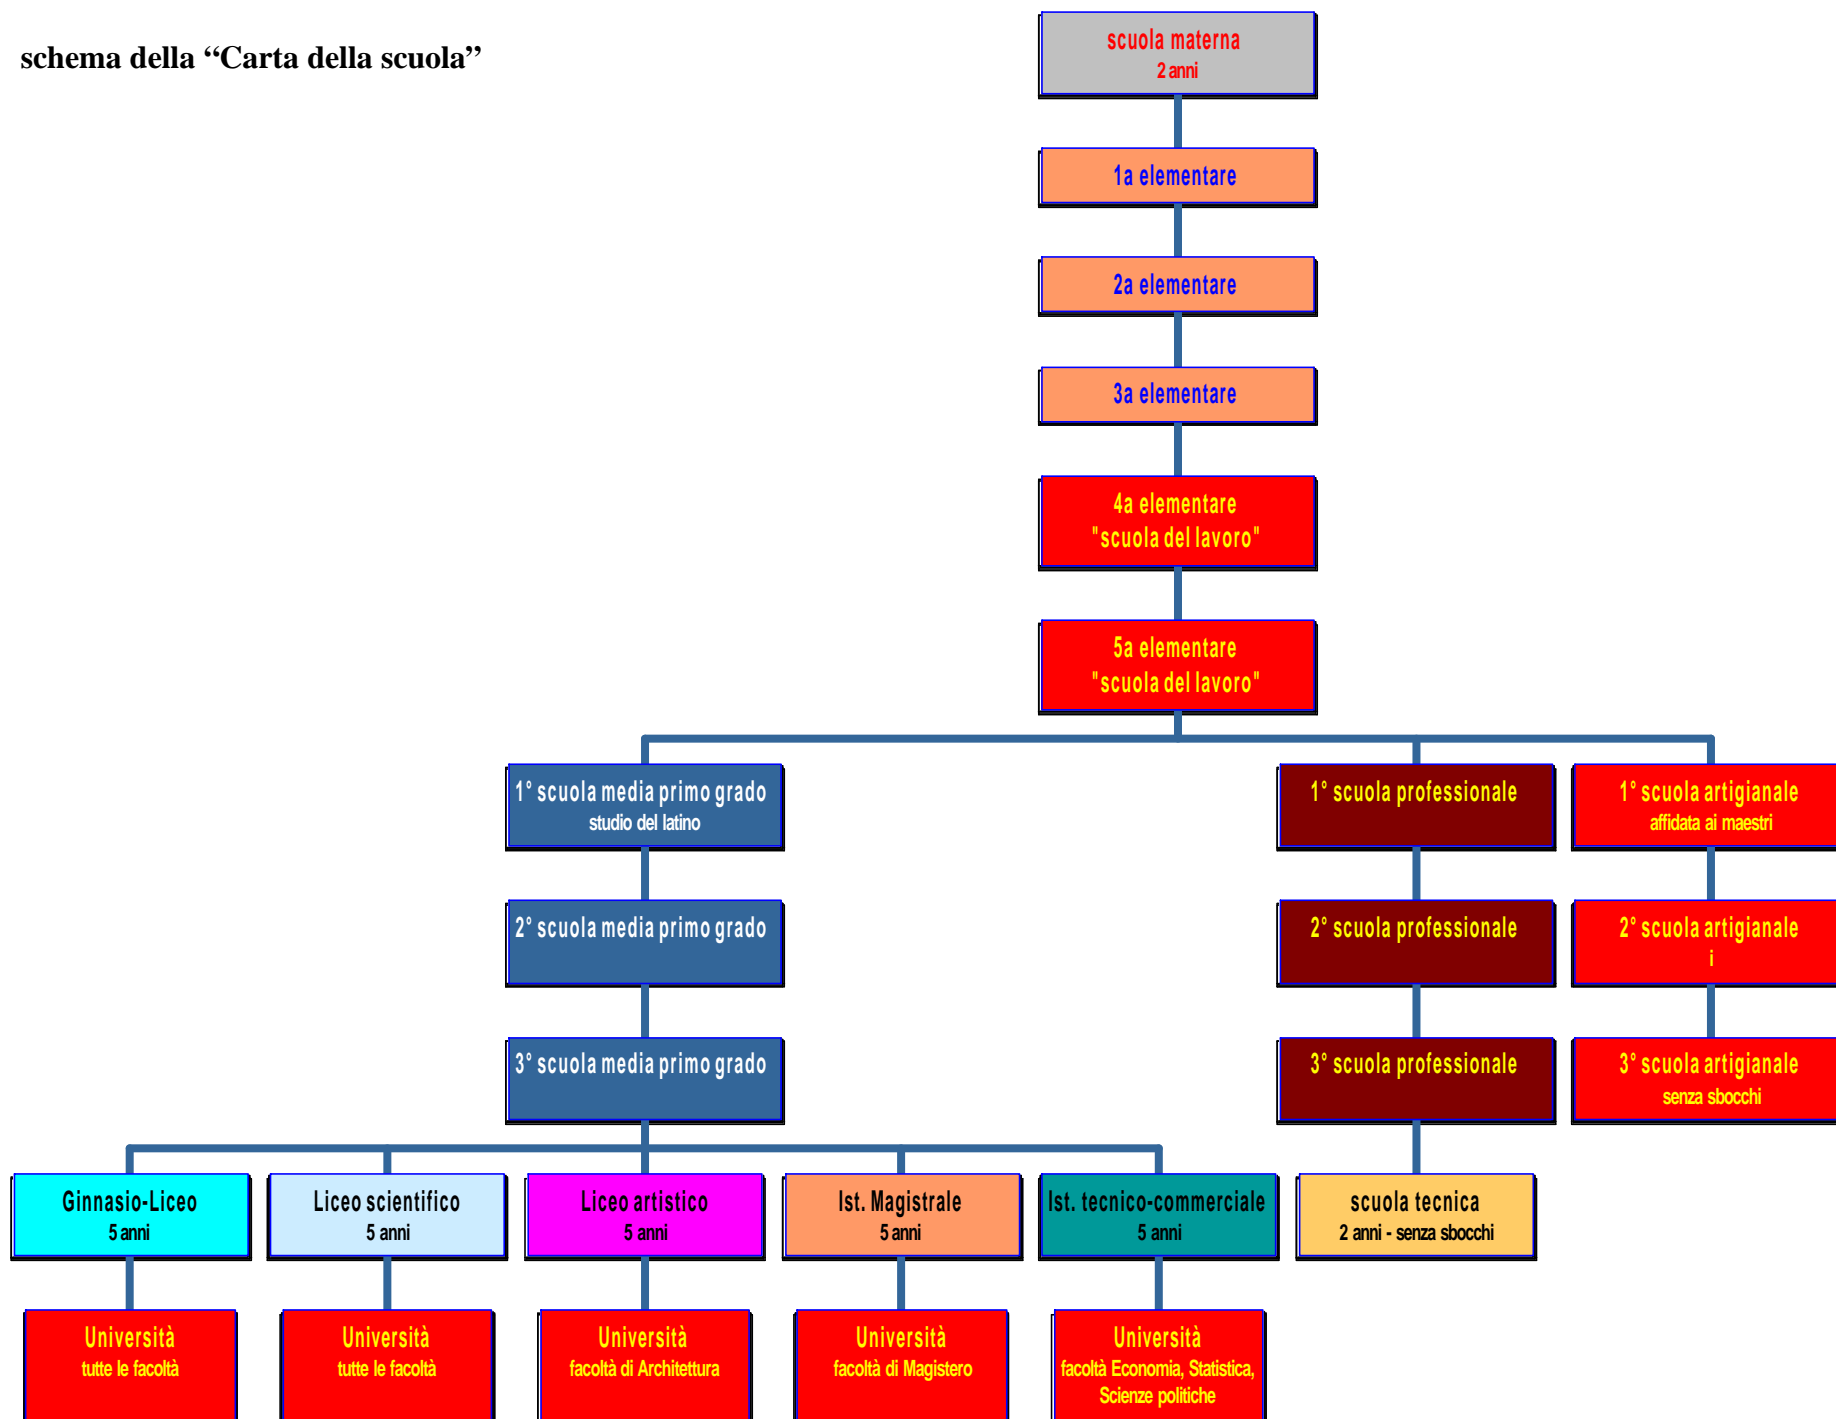 schema della “Carta della scuola”
scuola materna
2 anni
1a elementare
2a elementare
3a elementare
4a elementare
"scuola del lavoro"
5a elementare
"scuola del lavoro"
1° scuola media primo grado
studio del latino
1° scuola professionale
1° scuola artigianale
affidata ai maestri
2° scuola media primo grado
2° scuola professionale
2° scuola artigianale
i
3° scuola media primo grado
3° scuola professionale
3° scuola artigianale
senza sbocchi
Ginnasio-Liceo
5 anni
Liceo scientifico
5 anni
Liceo artistico
5 anni
Ist. Magistrale
5 anni
Ist. tecnico-commerciale
5 anni
scuola tecnica
2 anni - senza sbocchi
Università
tutte le facoltà
Università
tutte le facoltà
Università
facoltà di Architettura
Università
facoltà di Magistero
Università
facoltà Economia, Statistica,
Scienze politiche